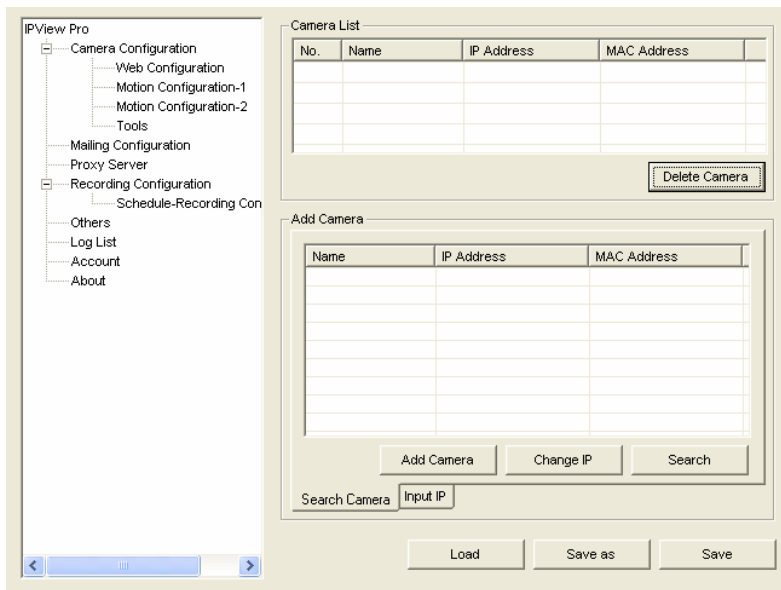 IPView Pro
Camera Configuration
Web Configuration
Motion Configuration-1
Motion Configuration-2
Tools
Mailing Configuration
Proxy Server
Recording Configuration
Schedule-Recording Con
Others
Log List
Account
About
Camera List
No. Name IP Address MAC Address
Delete Camera
Add Camera
Name IP Address MAC Address
Add Camera Change IP Search
Search Camera Input IP
Load Save as Save